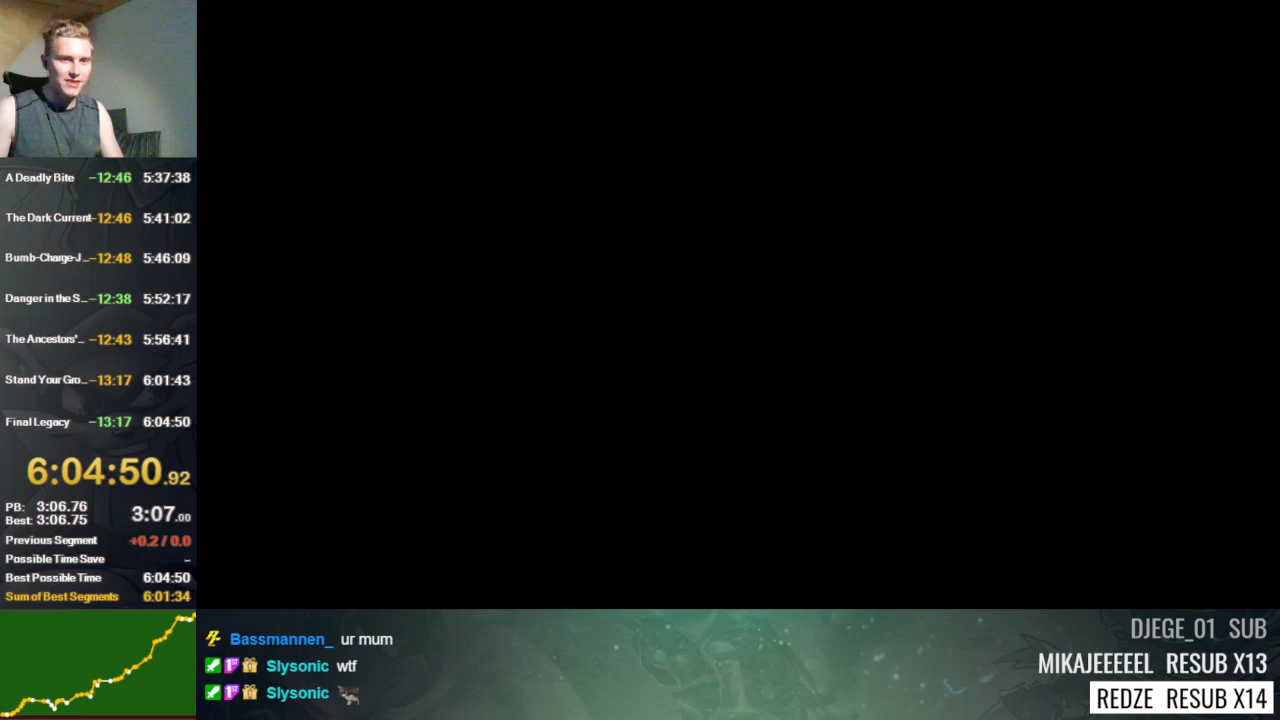 A Deadly Bite -12:46 5:37:38
The Dark Current -12:46 5:41:02
Bumb-Charge-J... -12:48 5:46:09
Danger in the S... -12:38 5:52:17
The Ancestors'... -12:43 5:56:41
Stand Your Gro... -13:17 6:01:43
Final Legacy -13:17 6:04:50
6:04:50.92
PB: 3:06.76
Best: 3:06.75 3:07.00
Previous Segment +0.2 / 0.0
Possible Time Save -
Best Possible Time 6:04:50
Sum of Best Segments 6:01:34
Bassmannen_ ur mum
Slysonic wtf
Slysonic
DJEGE_01 SUB
MIKAJEEEEEL RESUB X13
REDZE RESUB X14